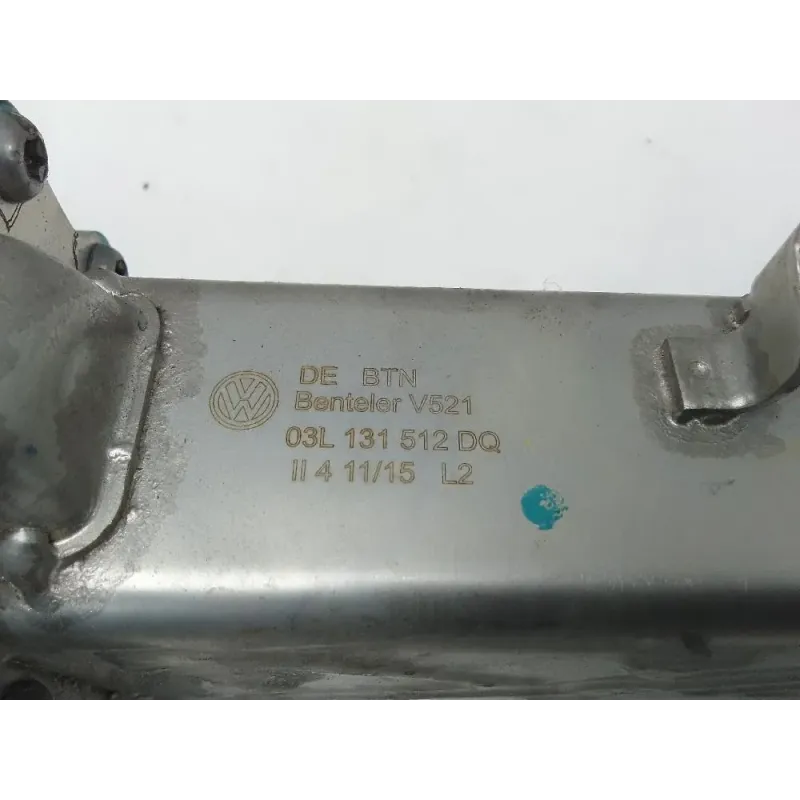 DE BTN
Benteler V521
03L 131 512 DQ
II 4 11/15 L2